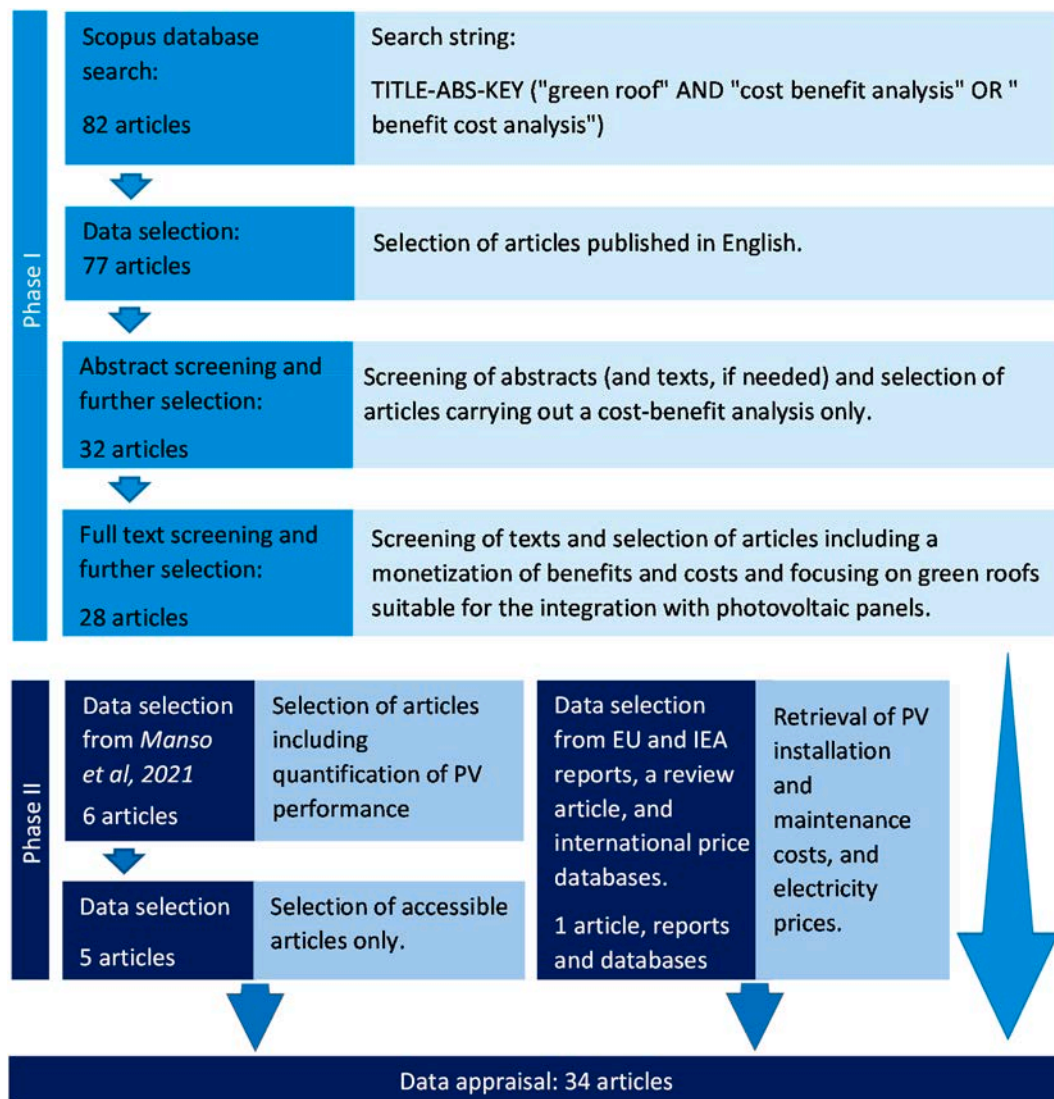 Phase I
Scopus database
search:
82 articles
Search string:
TITLE-ABS-KEY ("green roof" AND "cost benefit analysis" OR "
benefit cost analysis")
Data selection:
77 articles
Selection of articles published in English.
Abstract screening and
further selection:
32 articles
Screening of abstracts (and texts, if needed) and selection of
articles carrying out a cost-benefit analysis only.
Full text screening and
further selection:
28 articles
Screening of texts and selection of articles including a
monetization of benefits and costs and focusing on green roofs
suitable for the integration with photovoltaic panels.
Phase II
Data selection
from Manso
et al, 2021
6 articles
Selection of articles
including
quantification of PV
performance
Data selection
5 articles
Selection of accessible
articles only.
Data selection
from EU and IEA
reports, a review
article, and
international price
databases.
1 article, reports
and databases
Retrieval of PV
installation
and
maintenance
costs, and
electricity
prices.
Data appraisal: 34 articles